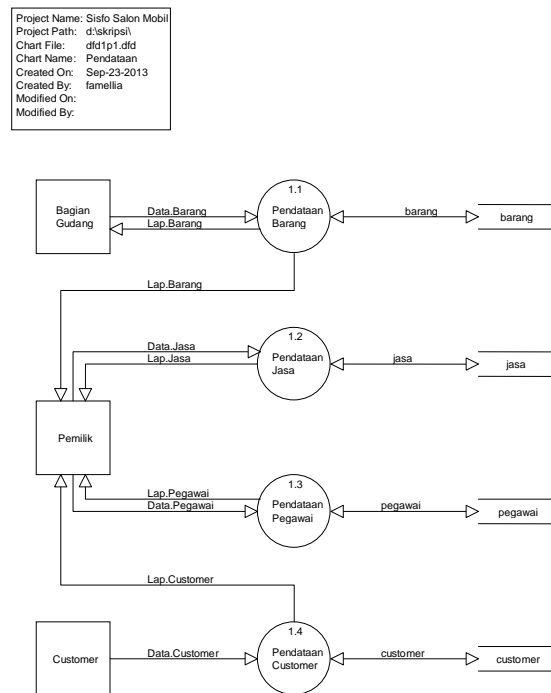 Project Name: Sisfo Salon Mobil
Project Path: d:\skripsi\
Chart File: dfd1p1.dfd
Chart Name: Pendataan
Created On: Sep-23-2013
Created By: famellia
Modified On:
Modified By:
Bagian
Gudang
Data.Barang
Lap.Barang
1.1
Pendataan
Barang
barang
barang
Lap.Barang
Data.Jasa
Lap.Jasa
1.2
Pendataan
Jasa
jasa
jasa
Pemilik
Lap.Pegawai
Data.Pegawai
1.3
Pendataan
Pegawai
pegawai
pegawai
Lap.Customer
Customer
Data.Customer
1.4
Pendataan
Customer
customer
customer